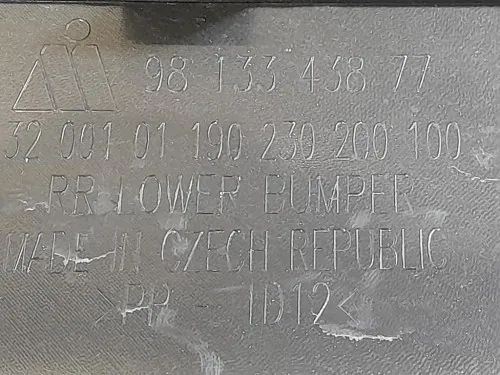 98 133 438 77
32 001 01 190 230 200 100
RR LOWER BUMPER
MADE IN CZECH REPUBLIC
>PP - TD12<